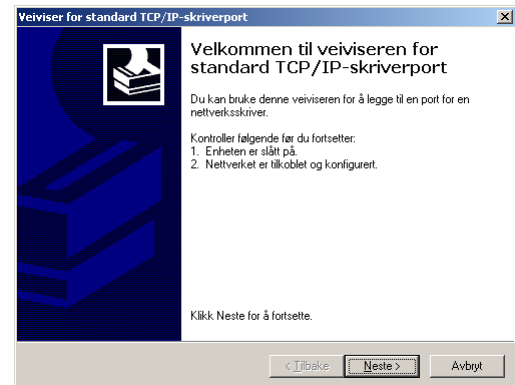 Veiviser for standard TCP/IP-skriverport
Velkommen til veiviseren for
standard TCP/IP-skriverport
Du kan bruke denne veiviseren for å legge til en port for en
nettverksskriver.
Kontroller følgende før du fortsetter:
1. Enheten er slått på.
2. Nettverket er tilkoblet og konfigurert.
Klikk Neste for å fortsette.
< Tilbake Neste > Avbryt